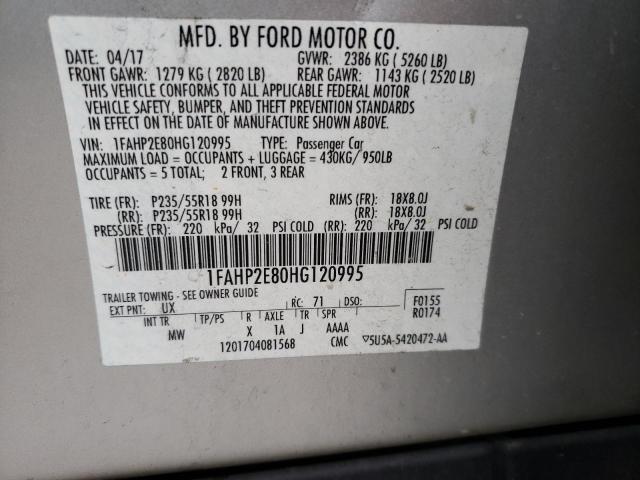 MFD. BY FORD MOTOR CO.
DATE: 04/17 GVWR: 2386 KG ( 5260 LB)
FRONT GAWR: 1279 KG ( 2820 LB) REAR GAWR: 1143 KG ( 2520 LB)
THIS VEHICLE CONFORMS TO ALL APPLICABLE FEDERAL MOTOR
VEHICLE SAFETY, BUMPER, AND THEFT PREVENTION STANDARDS
IN EFFECT ON THE DATE OF MANUFACTURE SHOWN ABOVE.
VIN: 1FAHP2E80HG120995 TYPE: Passenger Car
MAXIMUM LOAD = OCCUPANTS + LUGGAGE = 430KG/ 950LB
OCCUPANTS = 5 TOTAL; 2 FRONT, 3 REAR
TIRE (FR): P235/55R18 99H RIMS (FR): 18X8.0J
(RR): P235/55R18 99H (RR): 18X8.0J
PRESSURE (FR): 220 kPa/ 32 PSI COLD (RR): 220 kPa/ 32 PSI COLD
1FAHP2E80HG120995
TRAILER TOWING - SEE OWNER GUIDE
EXT PNT: UX RC: 71 DSO: F0155
INT TR TP/PS R AXLE TR SPR R0174
MW X 1A J AAAA
1201704081568 CMC ▽5U5A-5420472-AA